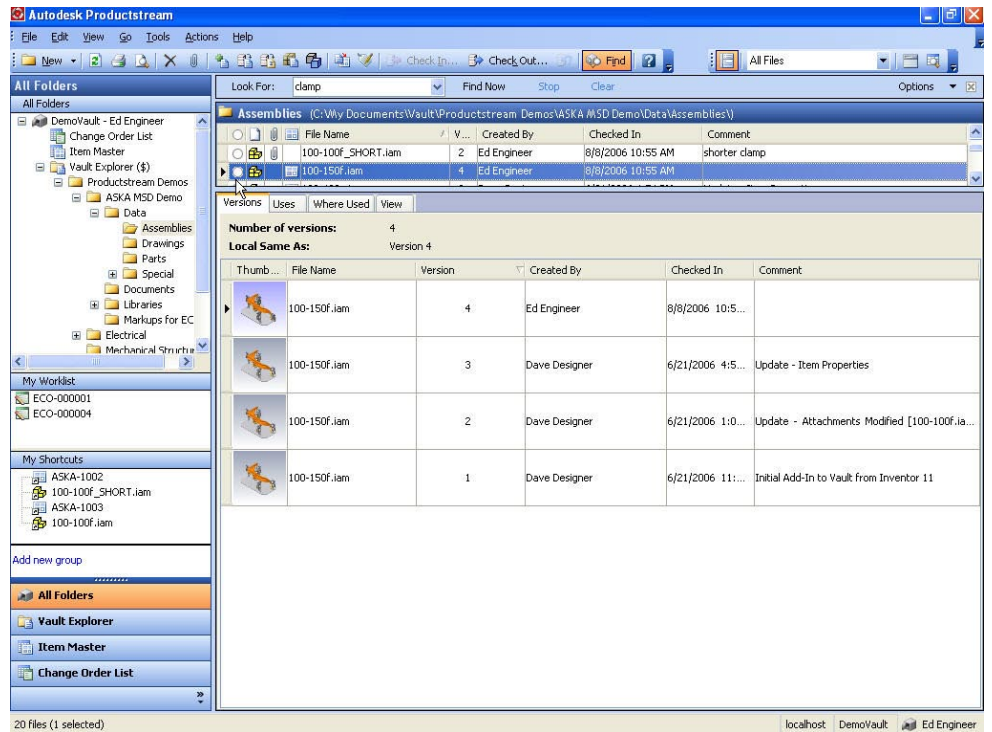 Autodesk Productstream
File Edit View Go Tools Actions Help
New Check In... Check Out... Find All Files
All Folders
All Folders
DemoVault - Ed Engineer
Change Order List
Item Master
Vault Explorer ($)
Productstream Demos
ASKA MSD Demo
Data
Assemblies
Drawings
Parts
Special
Documents
Libraries
Markups for EC
Electrical
Mechanical Structur
My Worklist
ECO-000001
ECO-000004
My Shortcuts
ASKA-1002
100-100f_SHORT.iam
ASKA-1003
100-100f.iam
Add new group
All Folders
Vault Explorer
Item Master
Change Order List
Look For: clamp Find Now Stop Clear Options
Assemblies (C:\My Documents\Vault\Productstream Demos\ASKA MSD Demo\Data\Assemblies\)
File Name V... Created By Checked In Comment
100-100f_SHORT.iam 2 Ed Engineer 8/8/2006 10:55 AM shorter clamp
100-150f.iam 4 Ed Engineer 8/8/2006 10:55 AM
Versions Uses Where Used View
Number of versions: 4
Local Same As: Version 4
Thumb... File Name Version Created By Checked In Comment
100-150f.iam 4 Ed Engineer 8/8/2006 10:5...
100-150f.iam 3 Dave Designer 6/21/2006 4:5... Update - Item Properties
100-150f.iam 2 Dave Designer 6/21/2006 1:0... Update - Attachments Modified [100-100f.ia...
100-150f.iam 1 Dave Designer 6/21/2006 11:... Initial Add-In to Vault from Inventor 11
20 files (1 selected) localhost DemoVault Ed Engineer